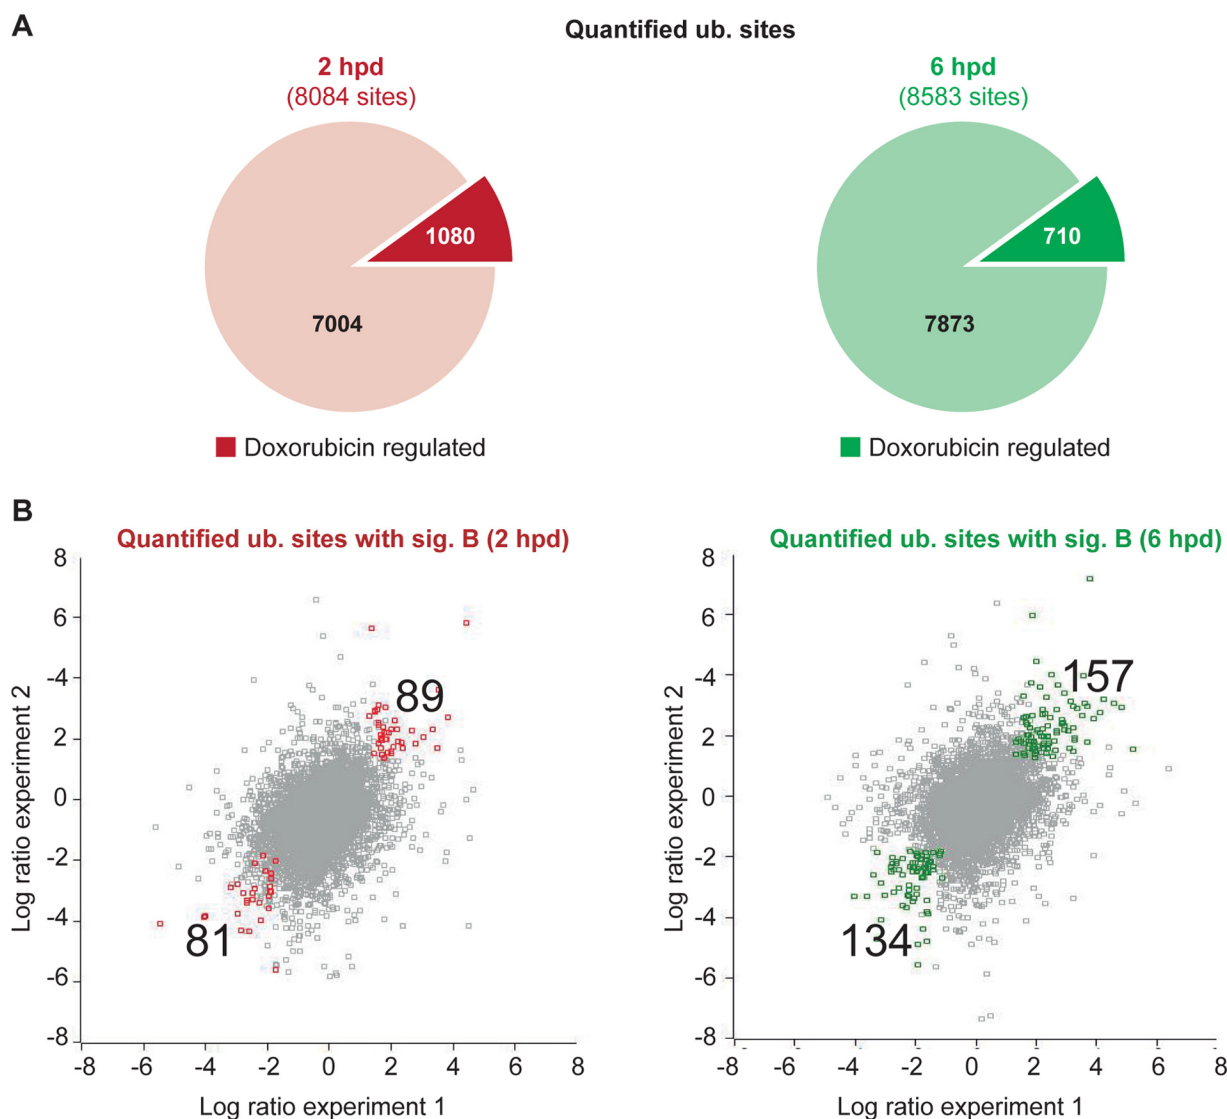 A
Quantified ub. sites
2 hpd
(8084 sites)
1080
7004
Doxorubicin regulated
6 hpd
(8583 sites)
710
7873
Doxorubicin regulated
B
Quantified ub. sites with sig. B (2 hpd)
8
6
-4
2
0
-2
-4
-6
-8
Log ratio experiment 2
89
81
-8 -6 -4 -2 0 2 4 6 8
Log ratio experiment 1
Quantified ub. sites with sig. B (6 hpd)
8
6
-4
2
0
-2
-4
-6
-8
Log ratio experiment 2
157
134
-8 -6 -4 -2 0 2 4 6 8
Log ratio experiment 1